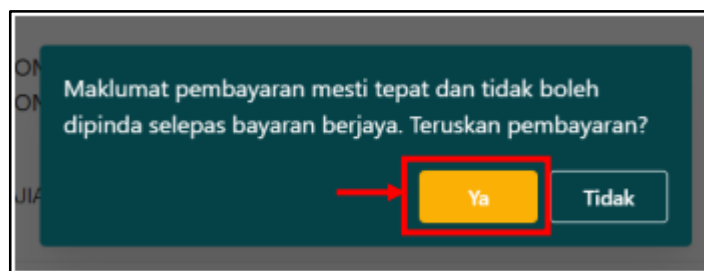 Maklumat pembayaran mesti tepat dan tidak boleh
dipinda selepas bayaran berjaya. Teruskan pembayaran?
Ya Tidak